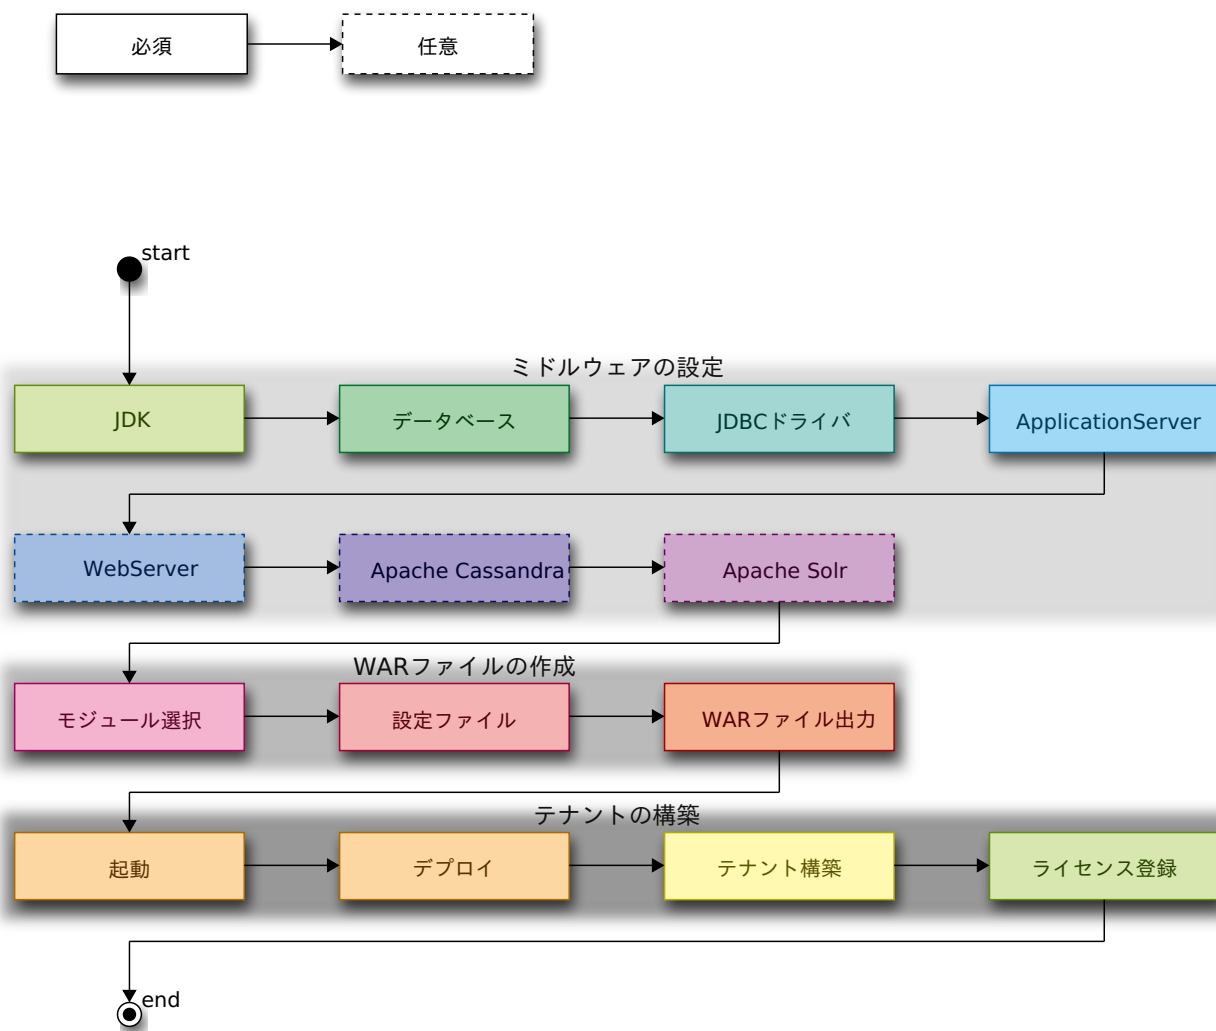 必須
任意
start
ミドルウェアの設定
JDK
データベース
JDBCドライバ
ApplicationServer
WebServer
Apache Cassandra
Apache Solr
WARファイルの作成
モジュール選択
設定ファイル
WARファイル出力
テナントの構築
起動
デプロイ
テナント構築
ライセンス登録
end